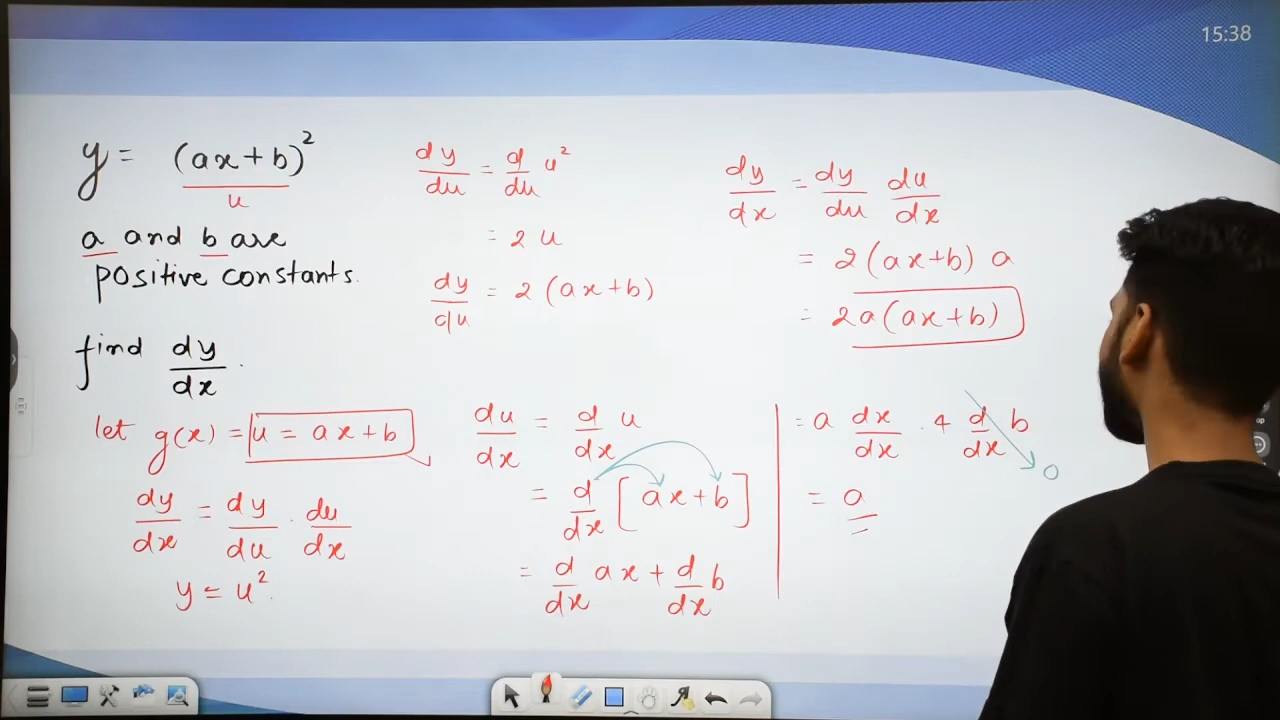 15:38
y = (ax+b)²
u
a and b are
positive constants.
find dy/dx .
let g(x) = u = ax+b
dy/dx = dy/du . du/dx
y = u².
dy/du = d/du u²
= 2 u
dy/du = 2 (ax+b)
du/dx = d/dx u
= d/dx [ax+b]
= d/dx ax + d/dx b
dy/dx = dy/du du/dx
= 2(ax+b) a
= 2a(ax+b)
= a dx/dx . + d/dx b
0
= a